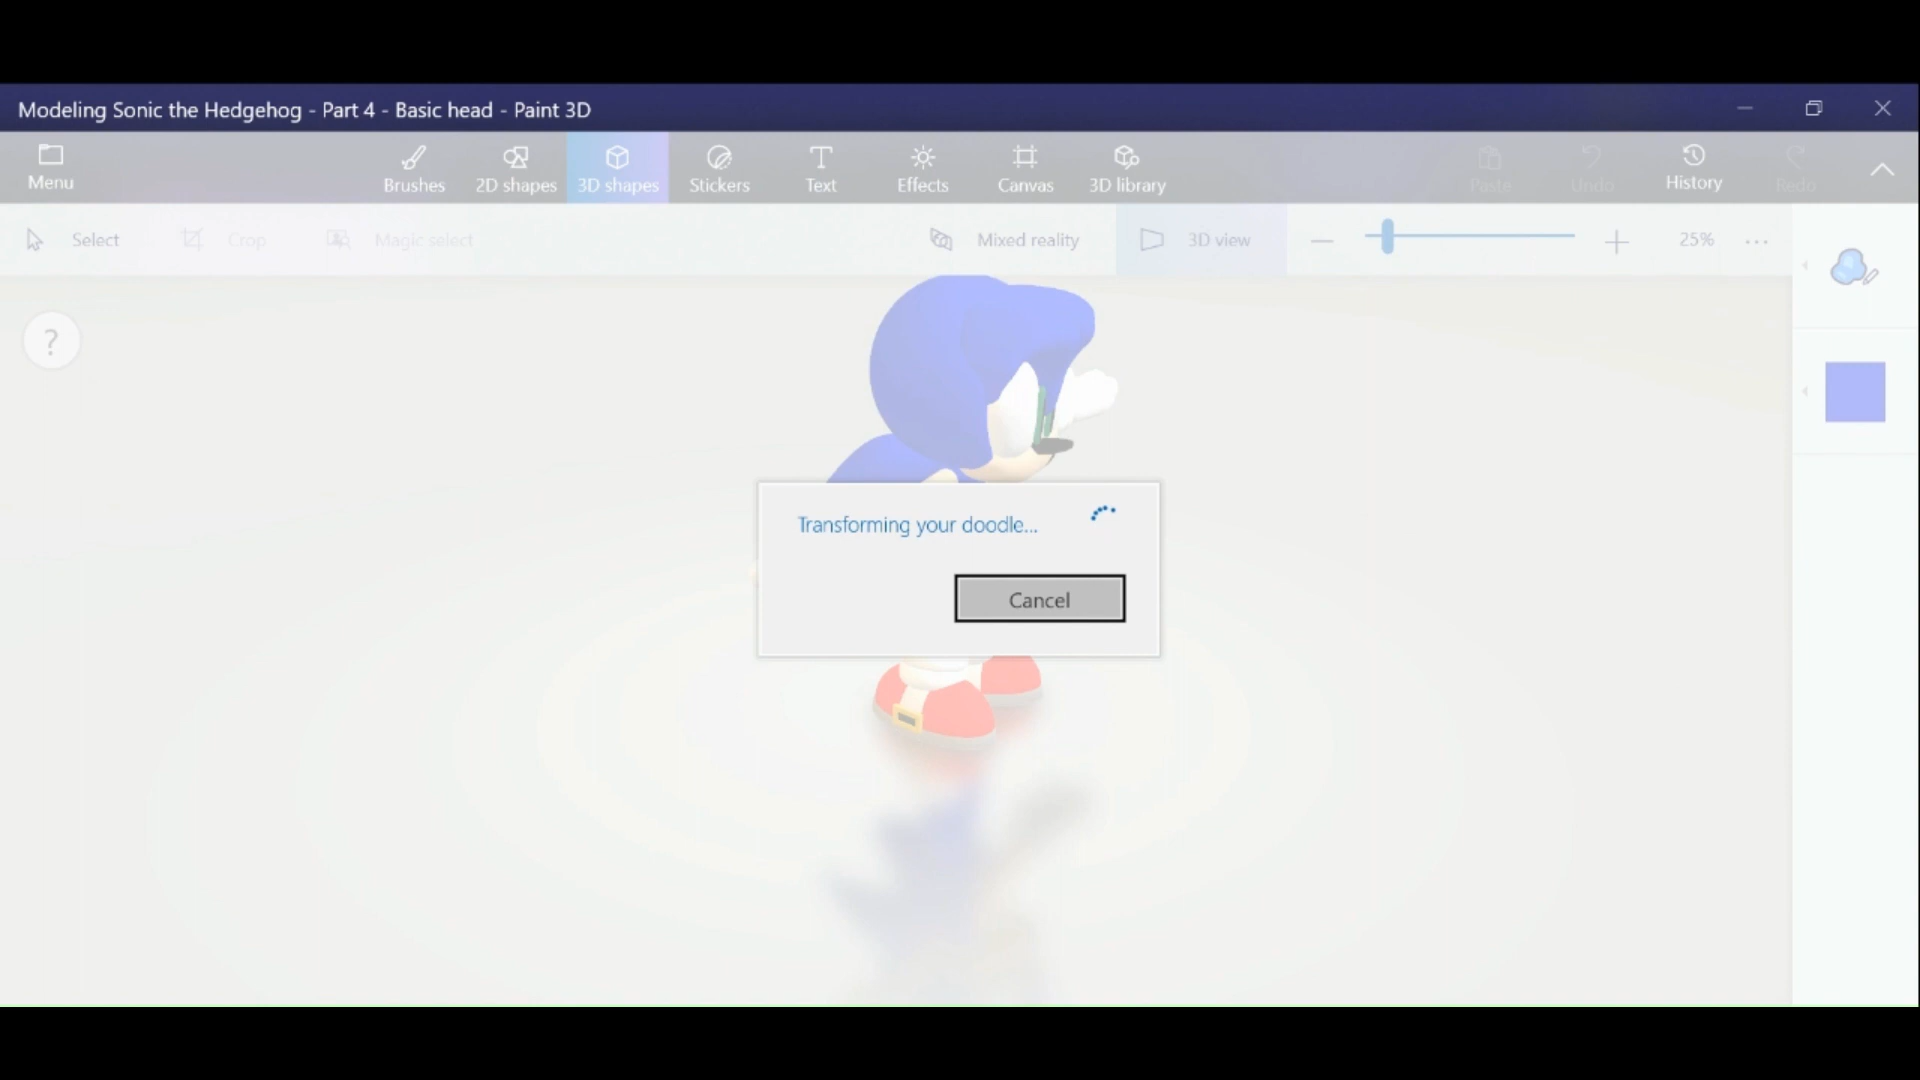 Modeling Sonic the Hedgehog - Part 4 - Basic head - Paint 3D
Menu
Brushes
2D shapes
3D shapes
Stickers
Text
Effects
Canvas
3D library
Paste
Undo
History
Redo
Select
Crop
Magic select
Mixed reality
3D view
25%
?
Transforming your doodle...
Cancel